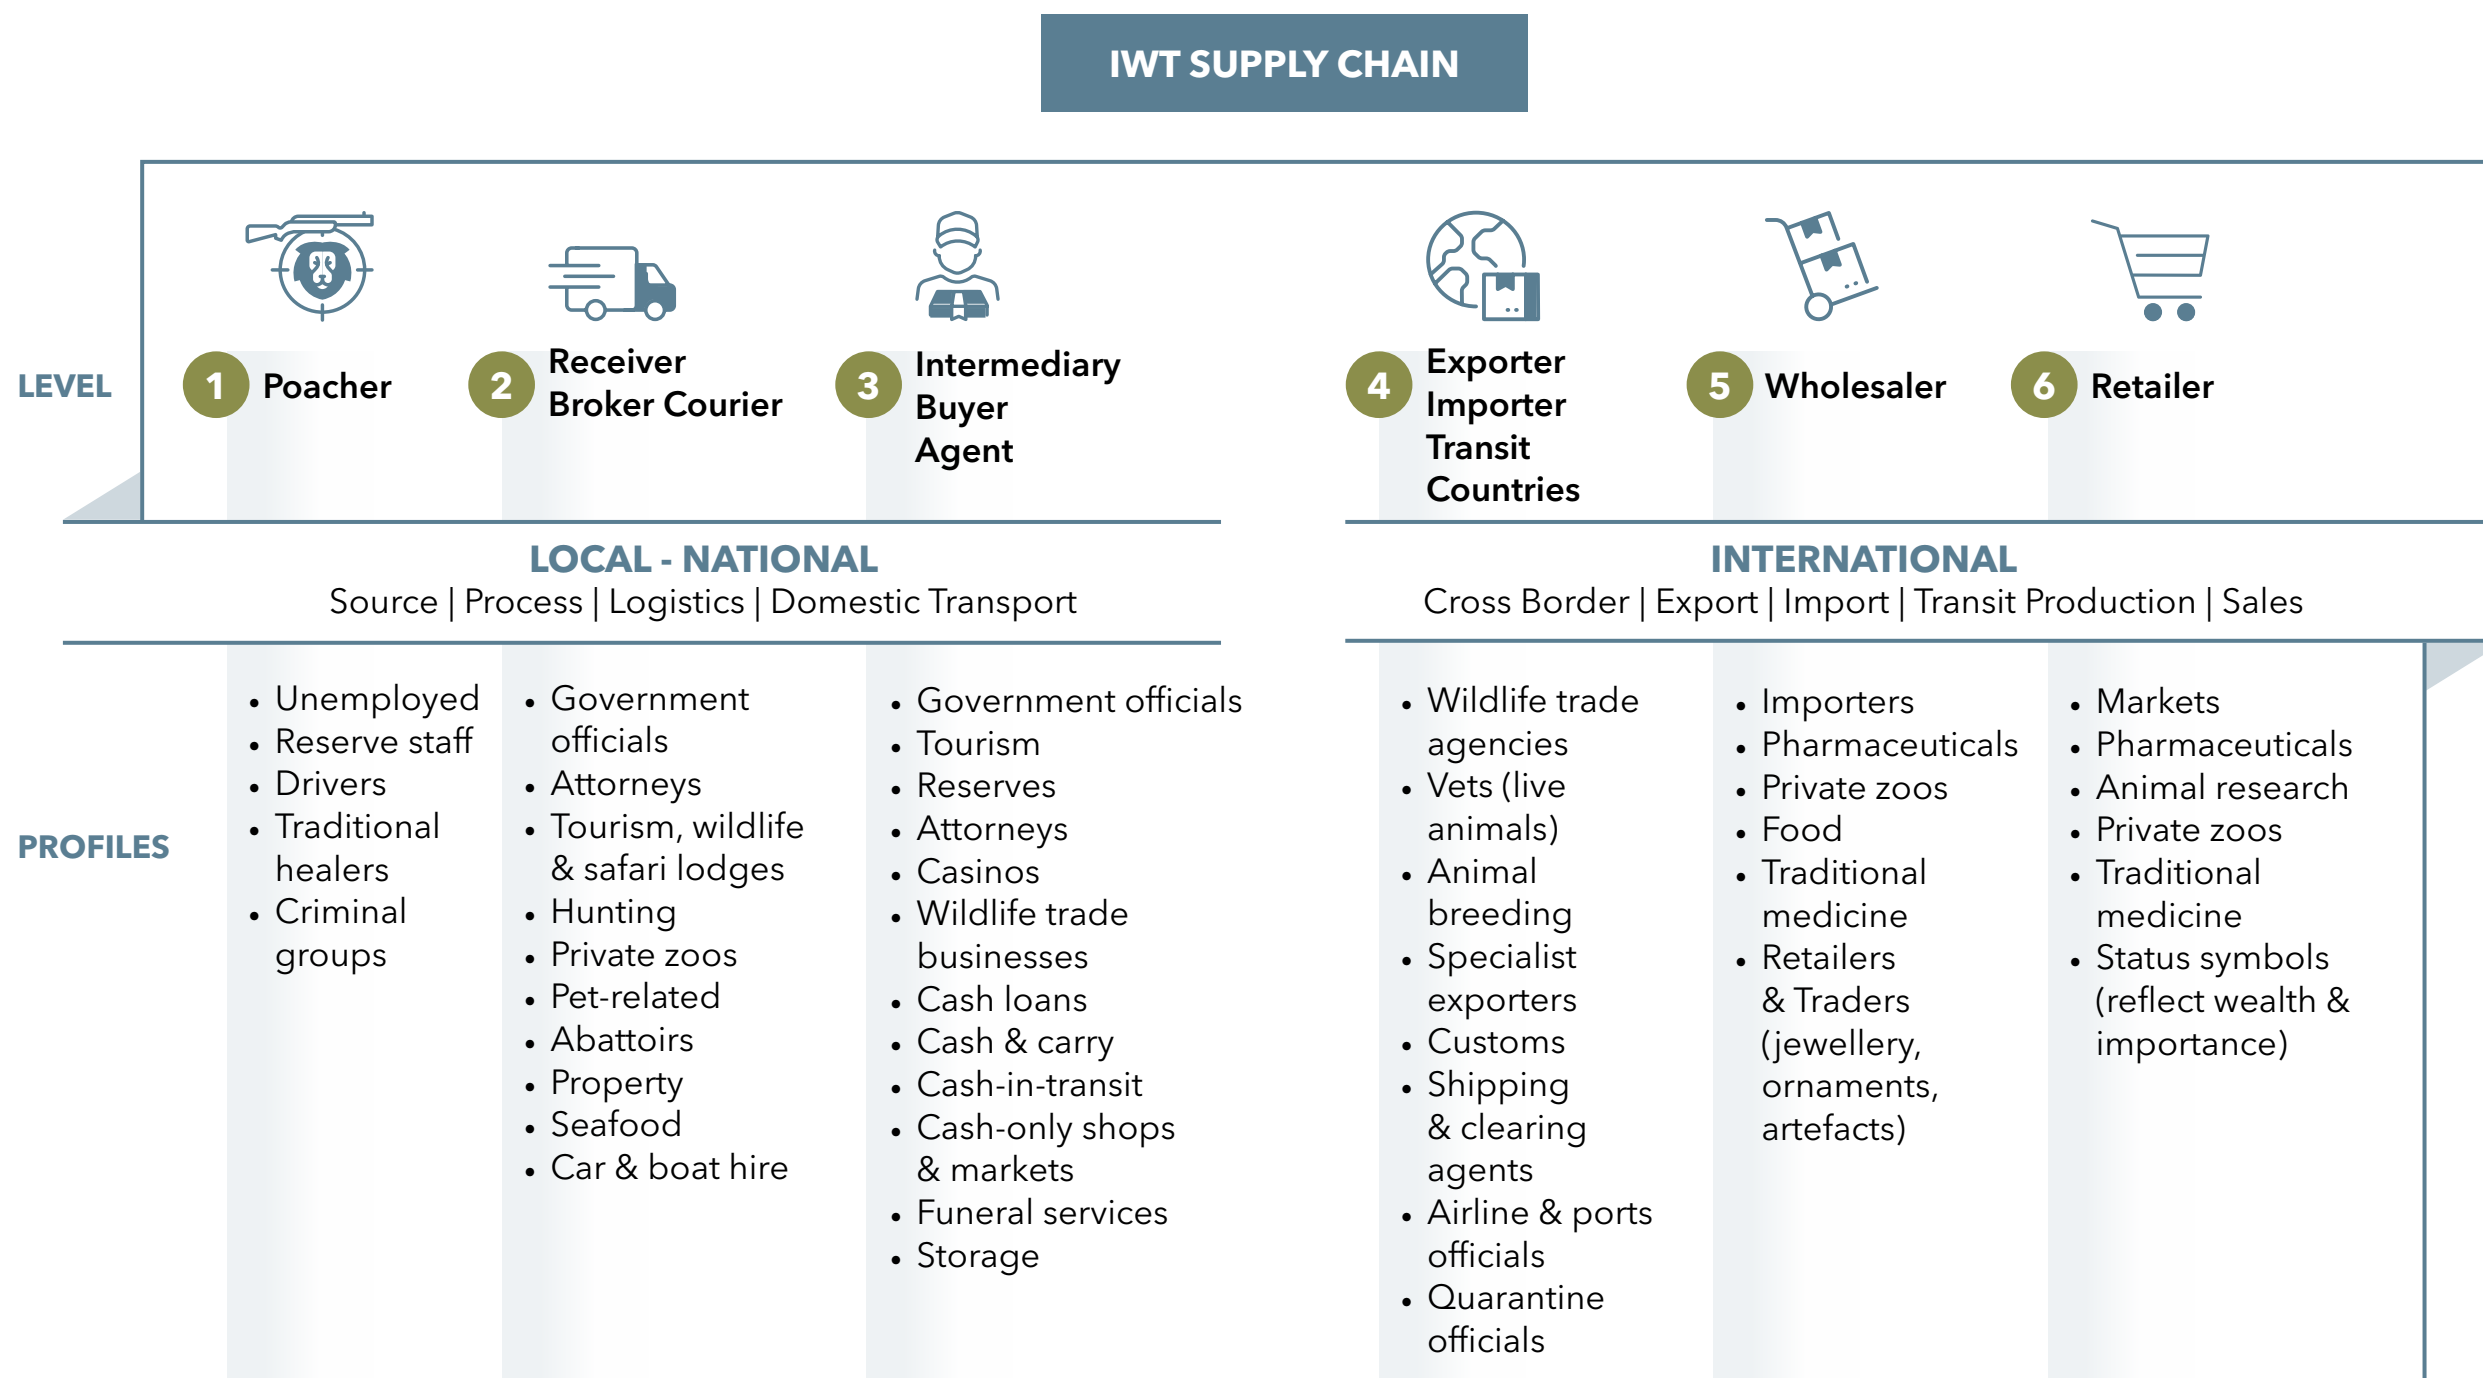 IWT SUPPLY CHAIN
LEVEL
1
Poacher
2
Receiver
Broker Courier
3
Intermediary
Buyer
Agent
4
Exporter
Importer
Transit
Countries
5
Wholesaler
6
Retailer
LOCAL - NATIONAL
Source | Process | Logistics | Domestic Transport
INTERNATIONAL
Cross Border | Export | Import | Transit Production | Sales
PROFILES
• Unemployed
• Reserve staff
• Drivers
• Traditional
healers
• Criminal
groups
• Government
officials
• Attorneys
• Tourism, wildlife
& safari lodges
• Hunting
• Private zoos
• Pet-related
• Abattoirs
• Property
• Seafood
• Car & boat hire
• Government officials
• Tourism
• Reserves
• Attorneys
• Casinos
• Wildlife trade
businesses
• Cash loans
• Cash & carry
• Cash-in-transit
• Cash-only shops
& markets
• Funeral services
• Storage
• Wildlife trade
agencies
• Vets (live
animals)
• Animal
breeding
• Specialist
exporters
• Customs
• Shipping
& clearing
agents
• Airline & ports
officials
• Quarantine
officials
• Importers
• Pharmaceuticals
• Private zoos
• Food
• Traditional
medicine
• Retailers
& Traders
(jewellery,
ornaments,
artefacts)
• Markets
• Pharmaceuticals
• Animal research
• Private zoos
• Traditional
medicine
• Status symbols
(reflect wealth &
importance)